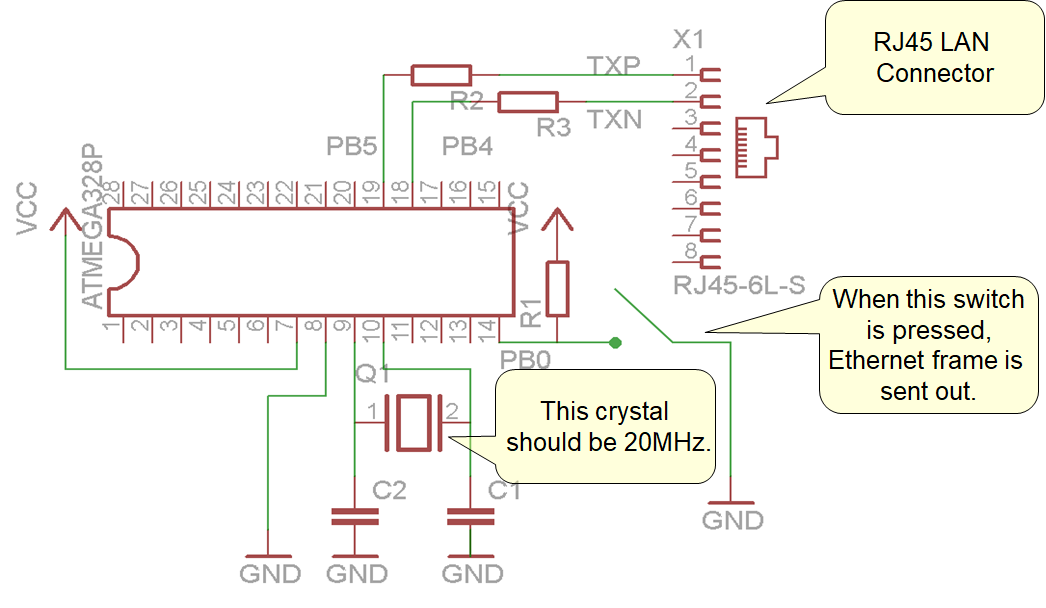 X1
RJ45 LAN
Connector
TXP
1
R2
2
R3
TXN
3
PB5
PB4
4
5
6
7
8
RJ45-6L-S
VCC
ATMEGA328P
28 27 26 25 24 23 22 21 20 19 18 17 16 15
VCC
1 2 3 4 5 6 7 8 9 10 11 12 13 14
R1
PB0
When this switch
is pressed,
Ethernet frame is
sent out.
Q1
1
2
This crystal
should be 20MHz.
C2
C1
GND
GND
GND
GND